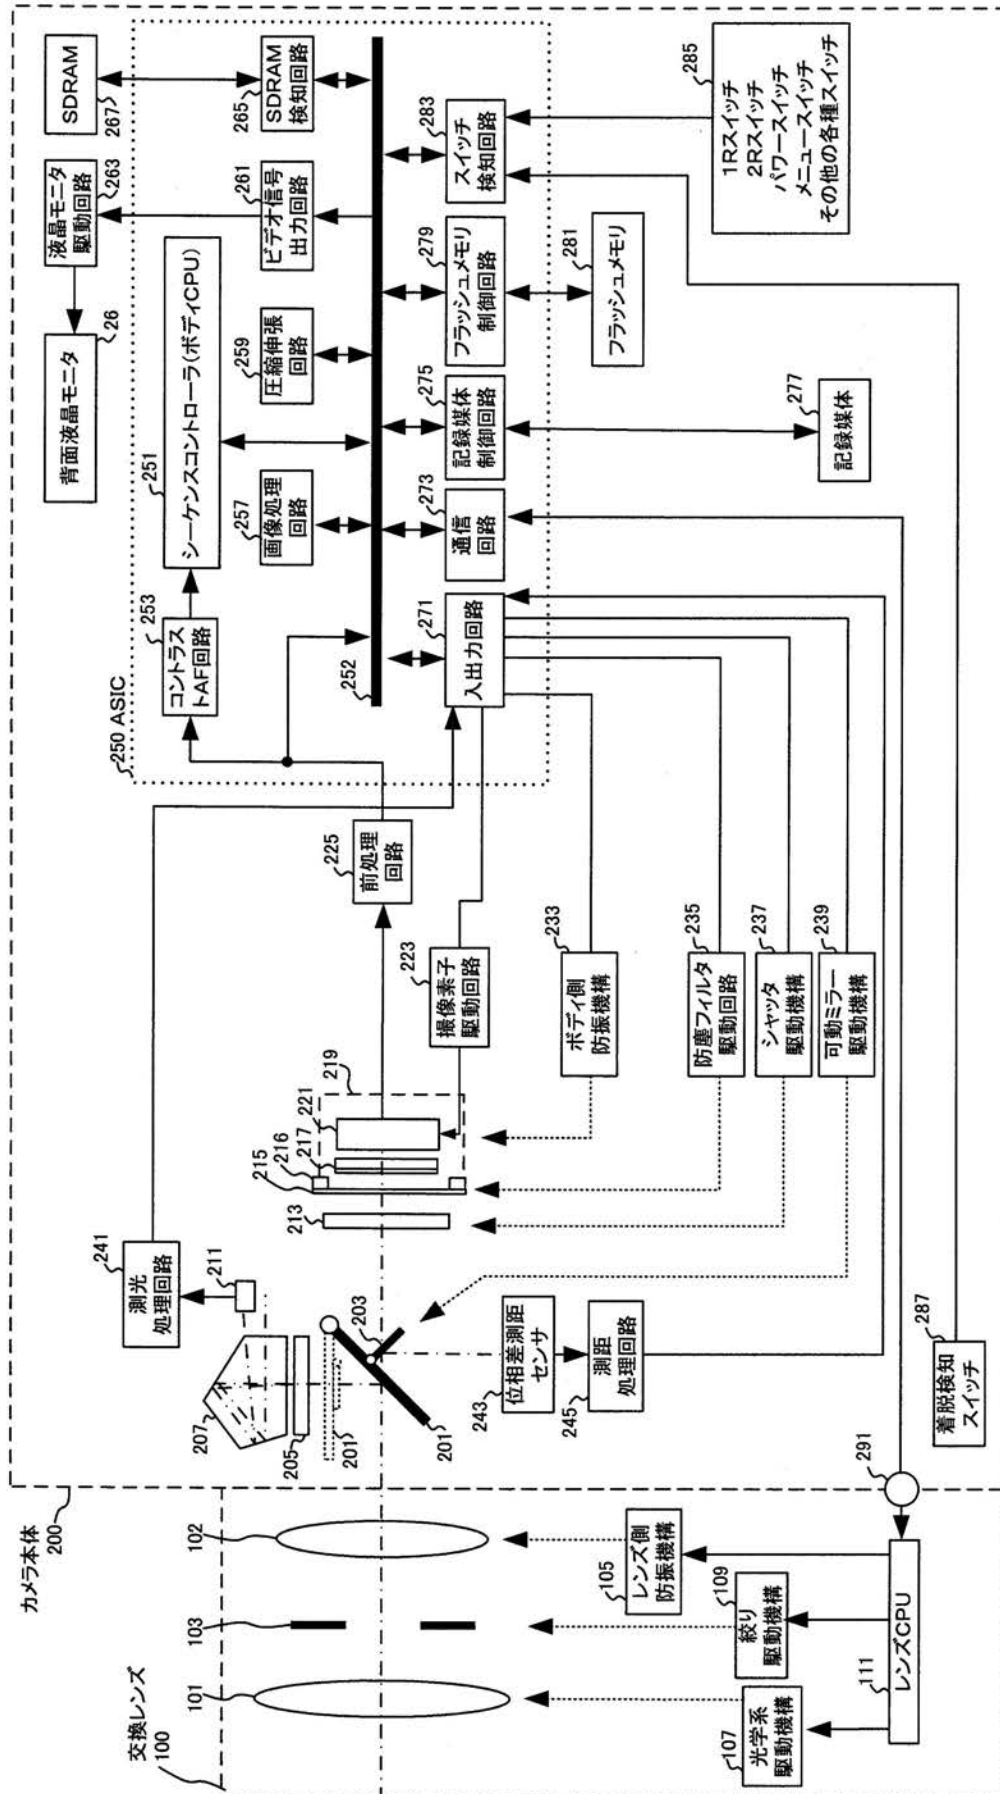 カメラ本体
200
交換レンズ
100
101
103
102
光学系
駆動機構
107
絞り
駆動機構
109
レンズ側
防振機構
105
レンズCPU
111
291
207
205
201
201
203
211
測光
処理回路
241
213
215
216
217
221
219
位相差測距
センサ
243
測距
処理回路
245
着脱検知
スイッチ
287
撮像素子
駆動回路
223
前処理
回路
225
ボディ側
防振機構
233
防塵フィルタ
駆動回路
235
シャッタ
駆動機構
237
可動ミラー
駆動機構
239
250 ASIC
コントラス
トAF回路
253
シーケンスコントローラ(ボディCPU)
251
252
画像処理
回路
257
圧縮伸張
回路
259
ビデオ信号
出力回路
261
SDRAM
検知回路
265
背面液晶モニタ
26
液晶モニタ
駆動回路
263
SDRAM
267
入出力回路
271
通信
回路
273
記録媒体
制御回路
275
フラッシュメモリ
制御回路
279
スイッチ
検知回路
283
記録媒体
277
フラッシュメモリ
281
1Rスイッチ
2Rスイッチ
パワースイッチ
メニュースイッチ
その他の各種スイッチ
285